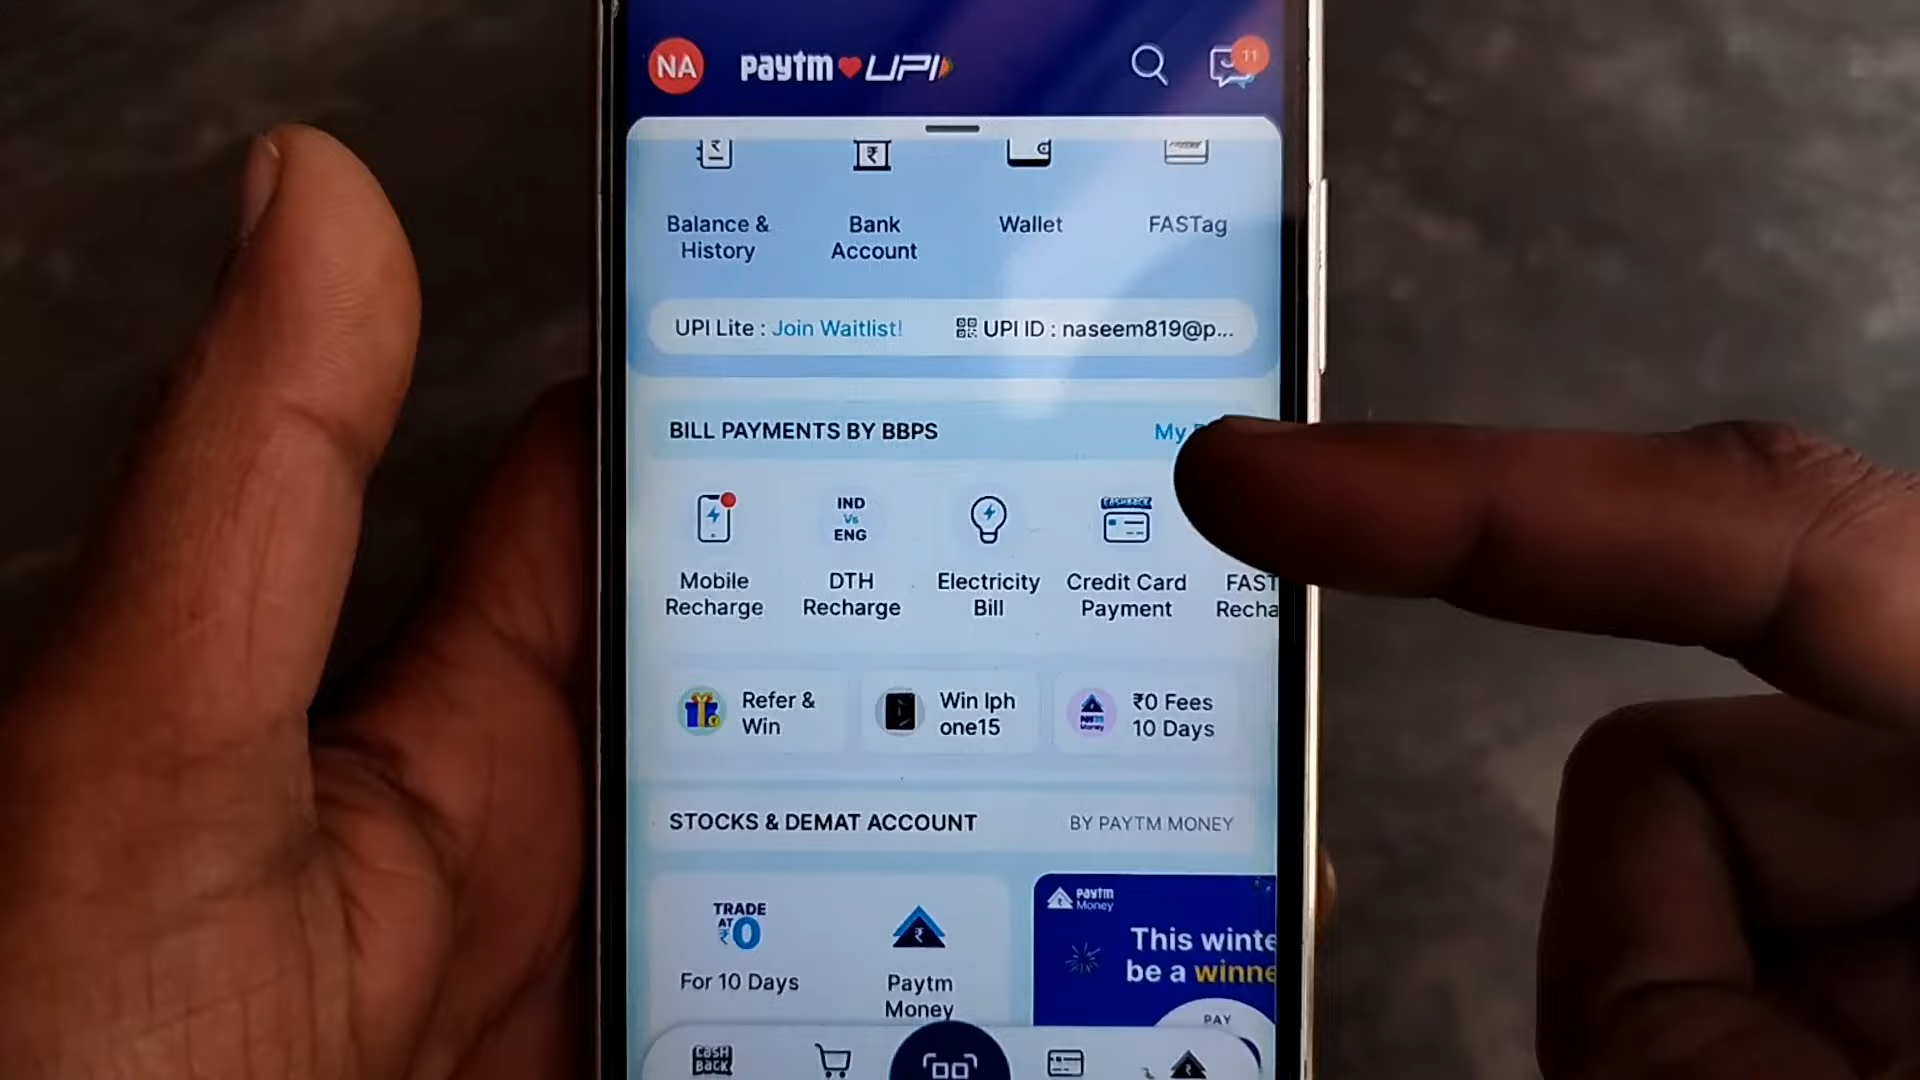 NA paytm UPI 11
Balance & History
Bank Account
Wallet
FASTag
UPI Lite : Join Waitlist!
UPI ID : naseem819@p...
BILL PAYMENTS BY BBPS
My
Mobile Recharge
IND Vs ENG
DTH Recharge
Electricity Bill
CASHBACK
Credit Card Payment
FAST
Recha
Refer & Win
Win Iph
one15
₹0 Fees
10 Days
STOCKS & DEMAT ACCOUNT
BY PAYTM MONEY
TRADE AT ₹0
For 10 Days
Paytm Money
paytm Money
This winte
be a winne
PAY
CASH BACK